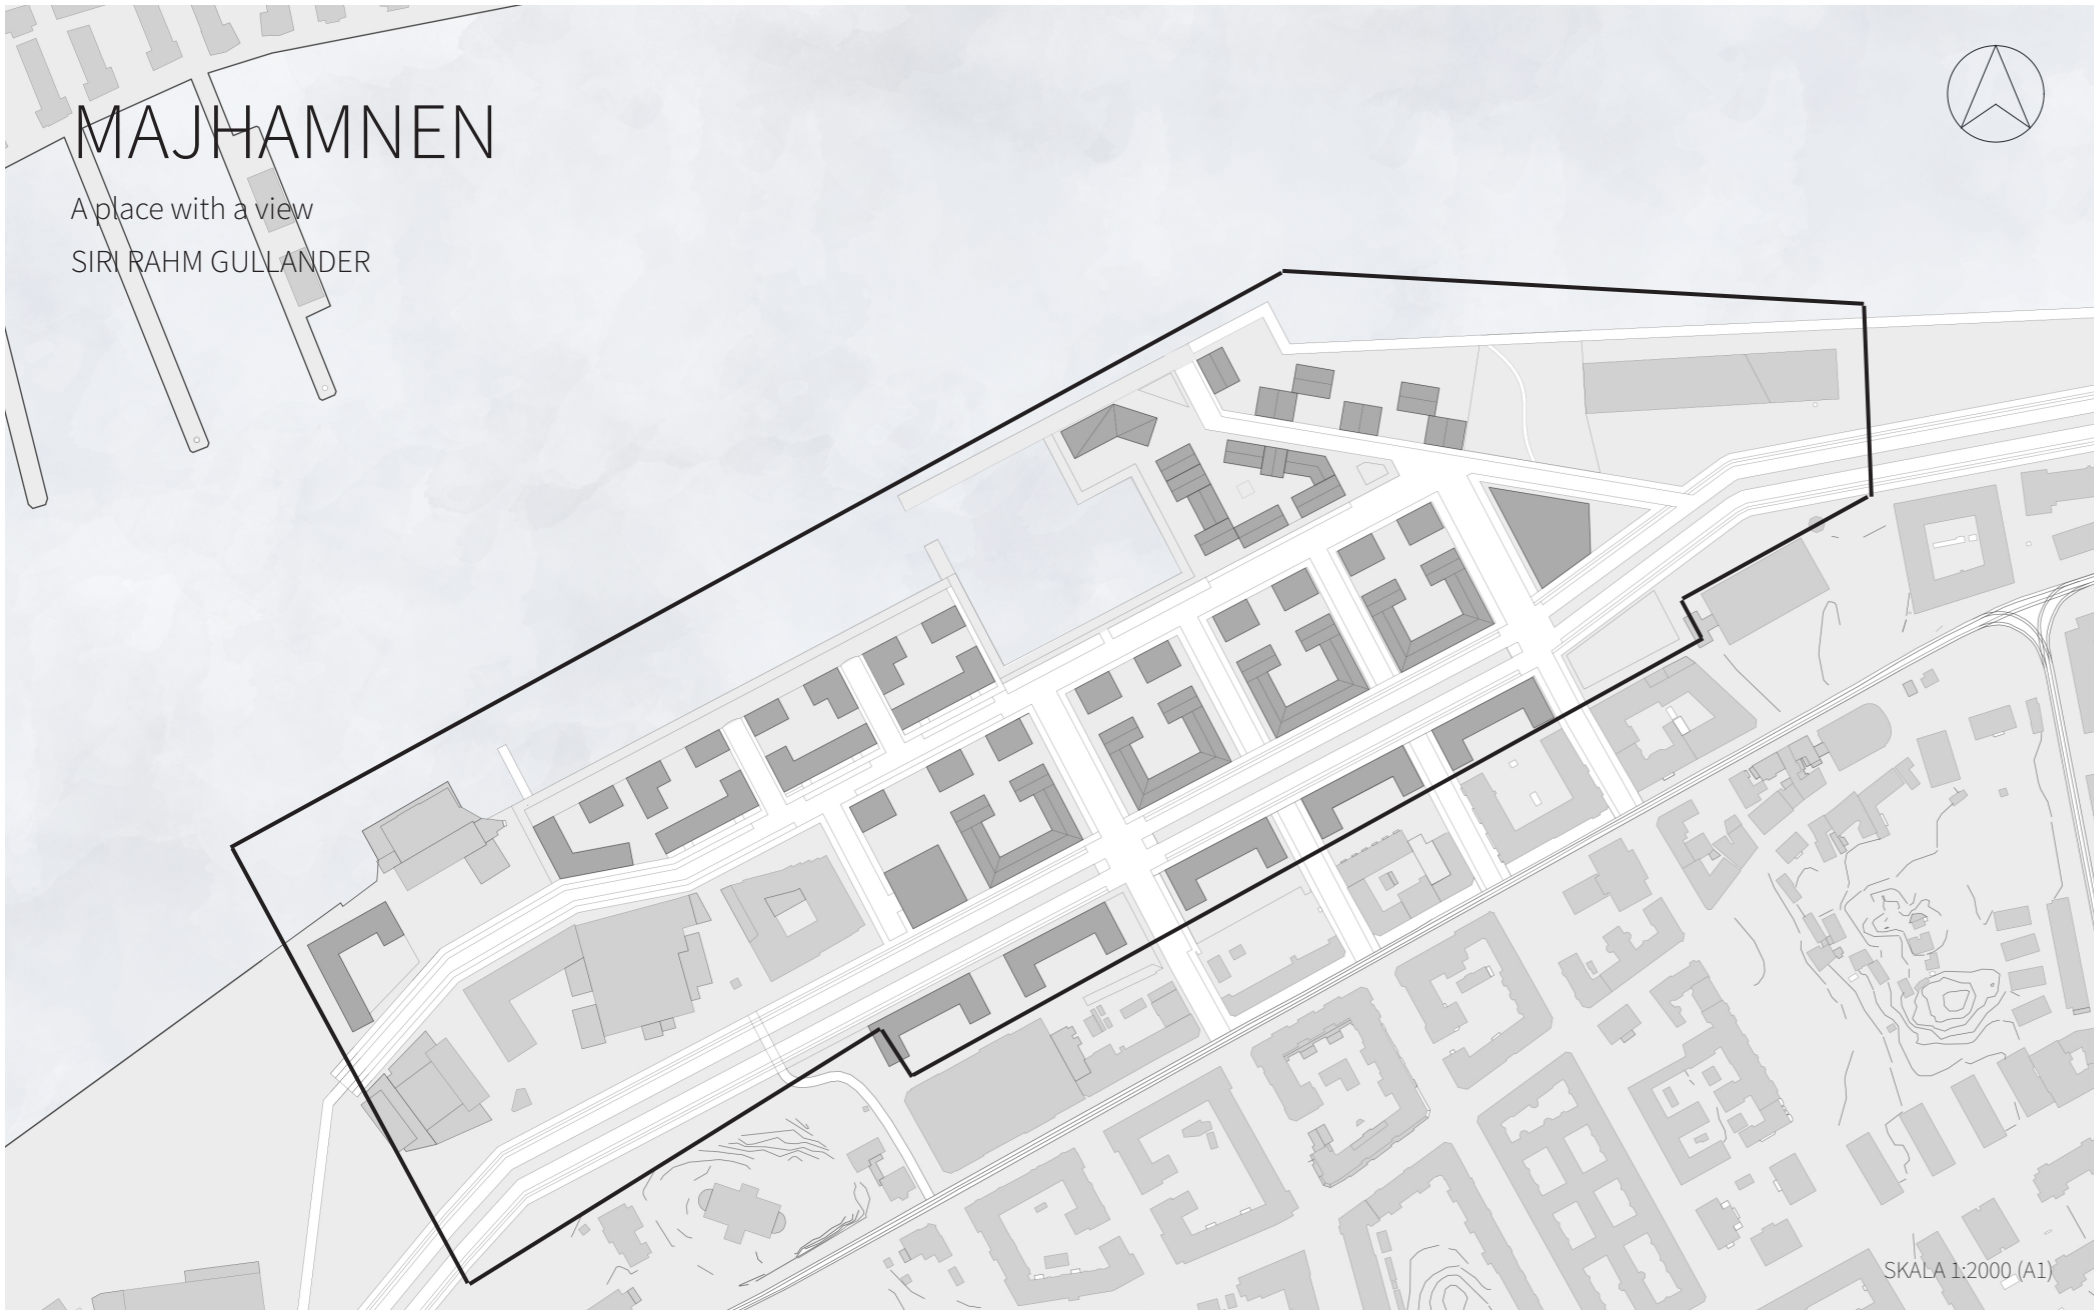 MAJHAMNEN
A place with a view
SIRI RAHM GULLANDER
SKALA 1:2000 (A1)